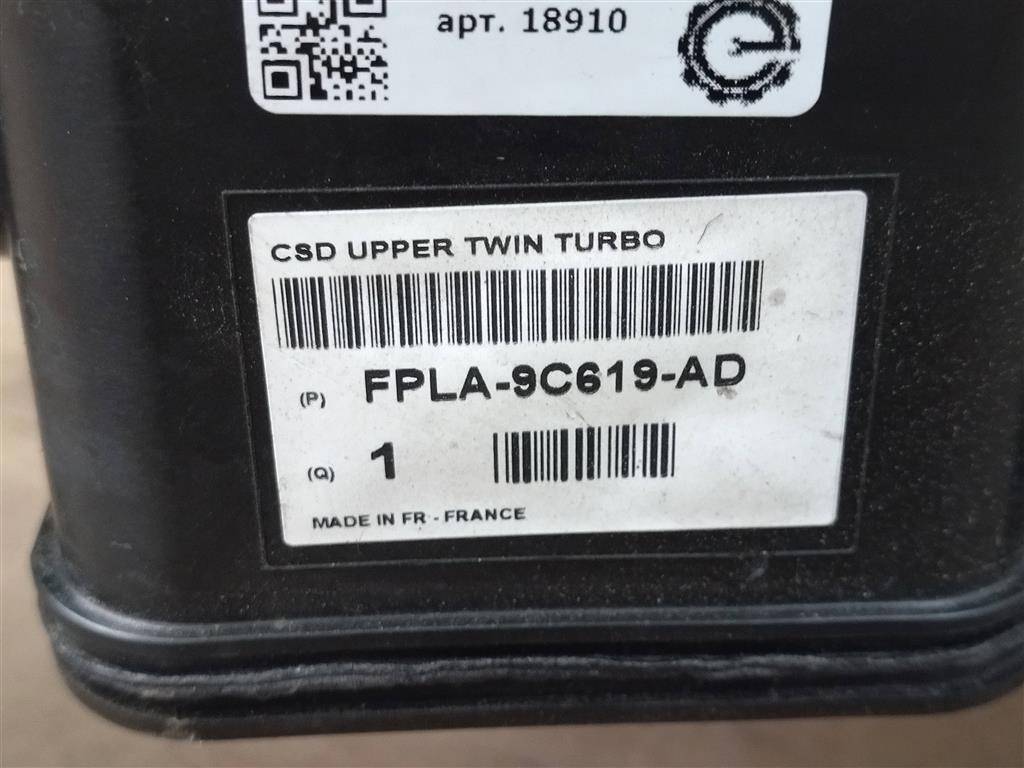 арт. 18910
CSD UPPER TWIN TURBO
(P) FPLA-9C619-AD
(Q) 1
MADE IN FR - FRANCE